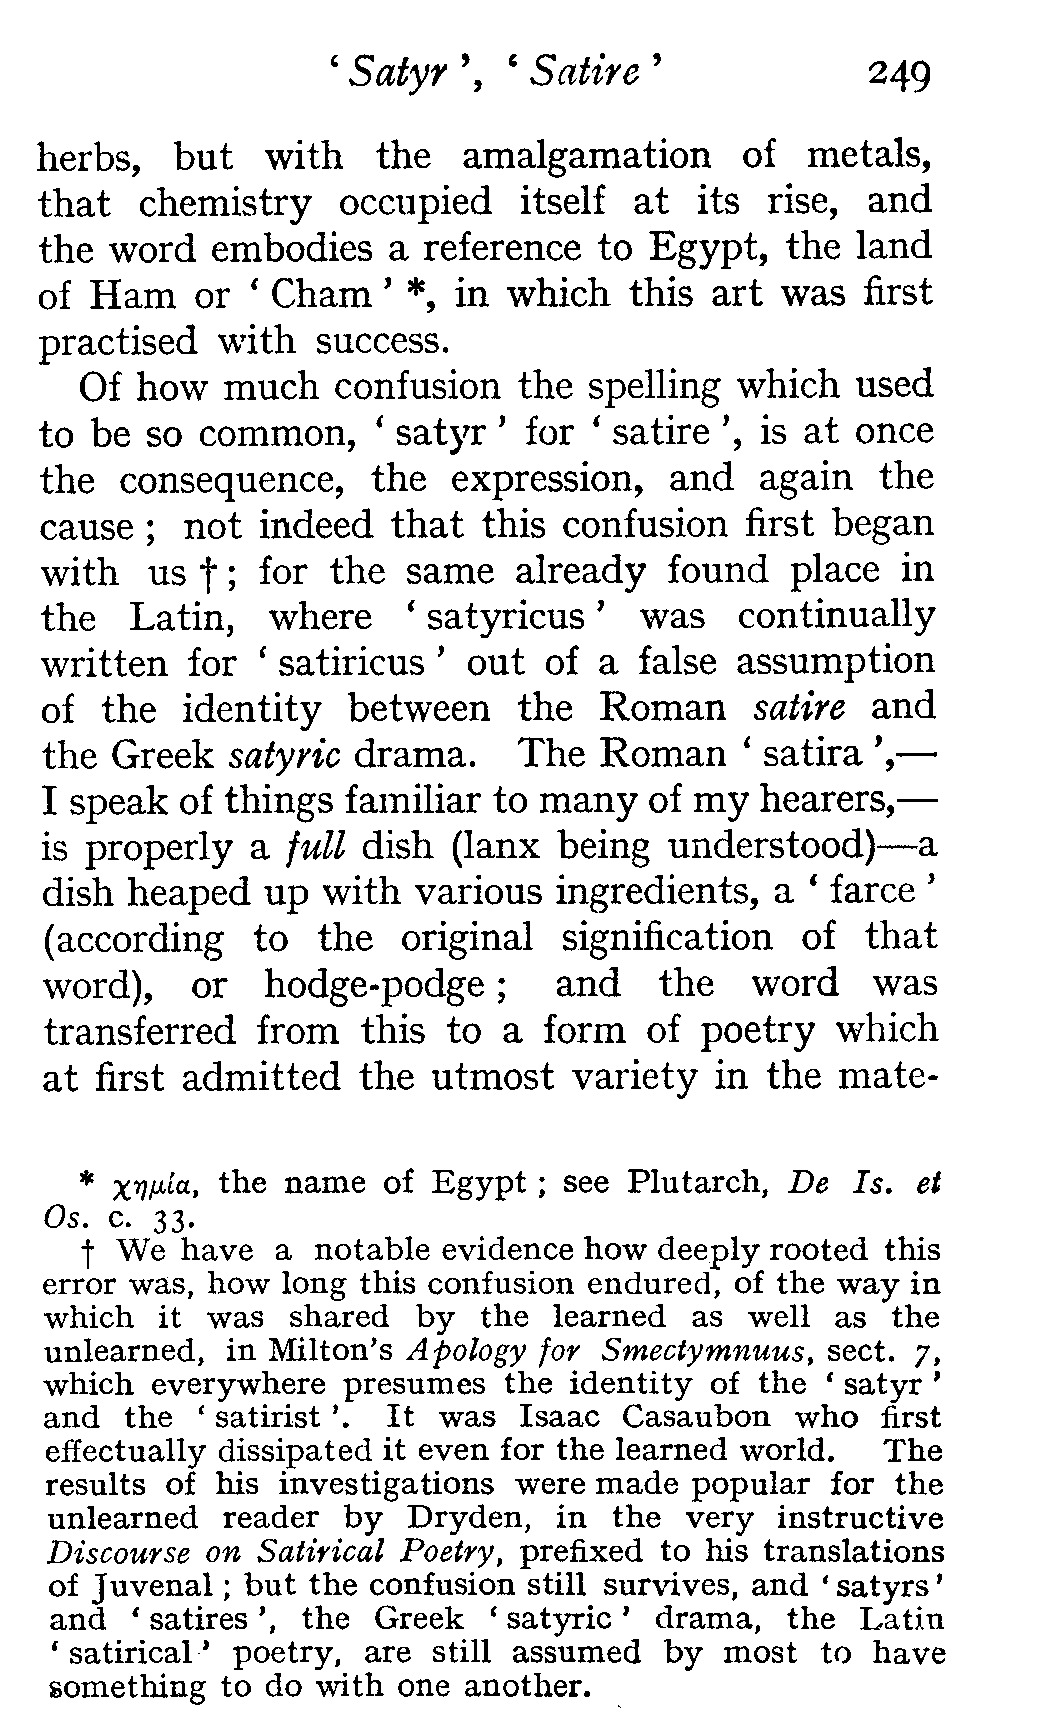 ‘ Satyr ’, ‘ Satire ’ 249
herbs, but with the amalgamation of metals,
that chemistry occupied itself at its rise, and
the word embodies a reference to Egypt, the land
of Ham or ‘ Cham ’ *, in which this art was first
practised with success.
Of how much confusion the spelling which used
to be so common, ‘ satyr ’ for ‘ satire ’, is at once
the consequence, the expression, and again the
cause ; not indeed that this confusion first began
with us † ; for the same already found place in
the Latin, where ‘ satyricus ’ was continually
written for ‘ satiricus ’ out of a false assumption
of the identity between the Roman satire and
the Greek satyric drama. The Roman ‘ satira ’,—
I speak of things familiar to many of my hearers,—
is properly a full dish (lanx being understood)—a
dish heaped up with various ingredients, a ‘ farce ’
(according to the original signification of that
word), or hodge-podge ; and the word was
transferred from this to a form of poetry which
at first admitted the utmost variety in the mate-
* χημία, the name of Egypt ; see Plutarch, De Is. et
Os. c. 33.
† We have a notable evidence how deeply rooted this
error was, how long this confusion endured, of the way in
which it was shared by the learned as well as the
unlearned, in Milton’s Apology for Smectymnuus, sect. 7,
which everywhere presumes the identity of the ‘ satyr ’
and the ‘ satirist ’. It was Isaac Casaubon who first
effectually dissipated it even for the learned world. The
results of his investigations were made popular for the
unlearned reader by Dryden, in the very instructive
Discourse on Satirical Poetry, prefixed to his translations
of Juvenal ; but the confusion still survives, and ‘ satyrs ’
and ‘ satires ’, the Greek ‘ satyric ’ drama, the Latin
‘ satirical ’ poetry, are still assumed by most to have
something to do with one another.